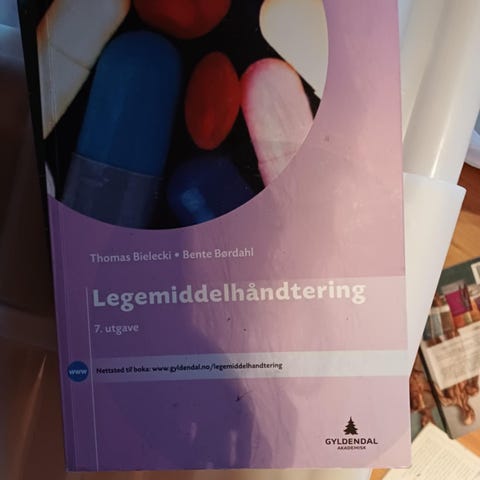 Thomas Bielecki • Bente Børdahl
Legemiddelhåndtering
7. utgave
www
Nettsted til boka: www.gyldendal.no/legemiddelhandtering
GYLDENDAL
AKADEMISK